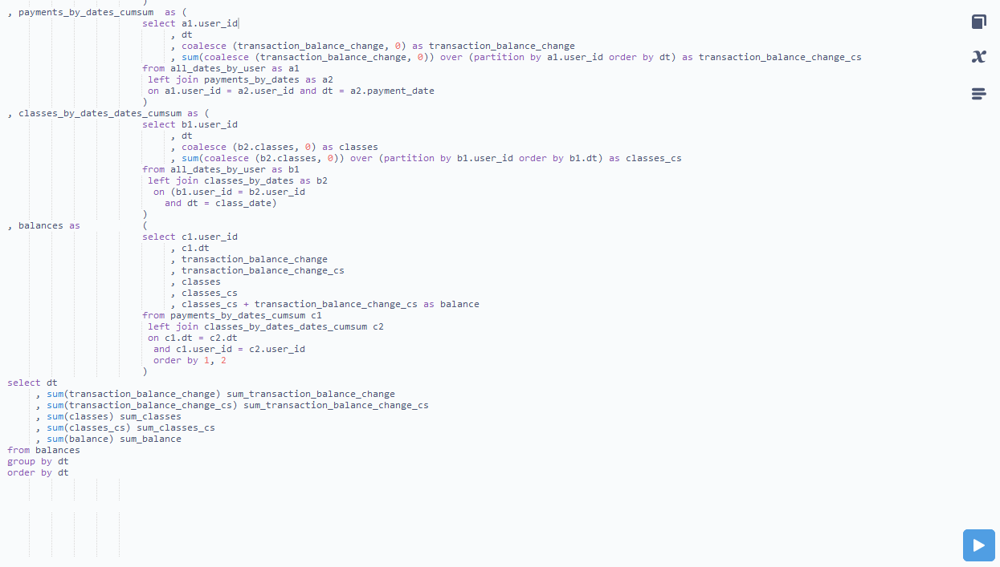 )
, payments_by_dates_cumsum  as (
select a1.user_id
, dt
, coalesce (transaction_balance_change, 0) as transaction_balance_change
, sum(coalesce (transaction_balance_change, 0)) over (partition by a1.user_id order by dt) as transaction_balance_change_cs
from all_dates_by_user as a1
left join payments_by_dates as a2
on a1.user_id = a2.user_id and dt = a2.payment_date
)
, classes_by_dates_dates_cumsum as (
select b1.user_id
, dt
, coalesce (b2.classes, 0) as classes
, sum(coalesce (b2.classes, 0)) over (partition by b1.user_id order by b1.dt) as classes_cs
from all_dates_by_user as b1
left join classes_by_dates as b2
on (b1.user_id = b2.user_id
and dt = class_date)
)
, balances as (
select c1.user_id
, c1.dt
, transaction_balance_change
, transaction_balance_change_cs
, classes
, classes_cs
, classes_cs + transaction_balance_change_cs as balance
from payments_by_dates_cumsum c1
left join classes_by_dates_dates_cumsum c2
on c1.dt = c2.dt
and c1.user_id = c2.user_id
order by 1, 2
)
select dt
, sum(transaction_balance_change) sum_transaction_balance_change
, sum(transaction_balance_change_cs) sum_transaction_balance_change_cs
, sum(classes) sum_classes
, sum(classes_cs) sum_classes_cs
, sum(balance) sum_balance
from balances
group by dt
order by dt